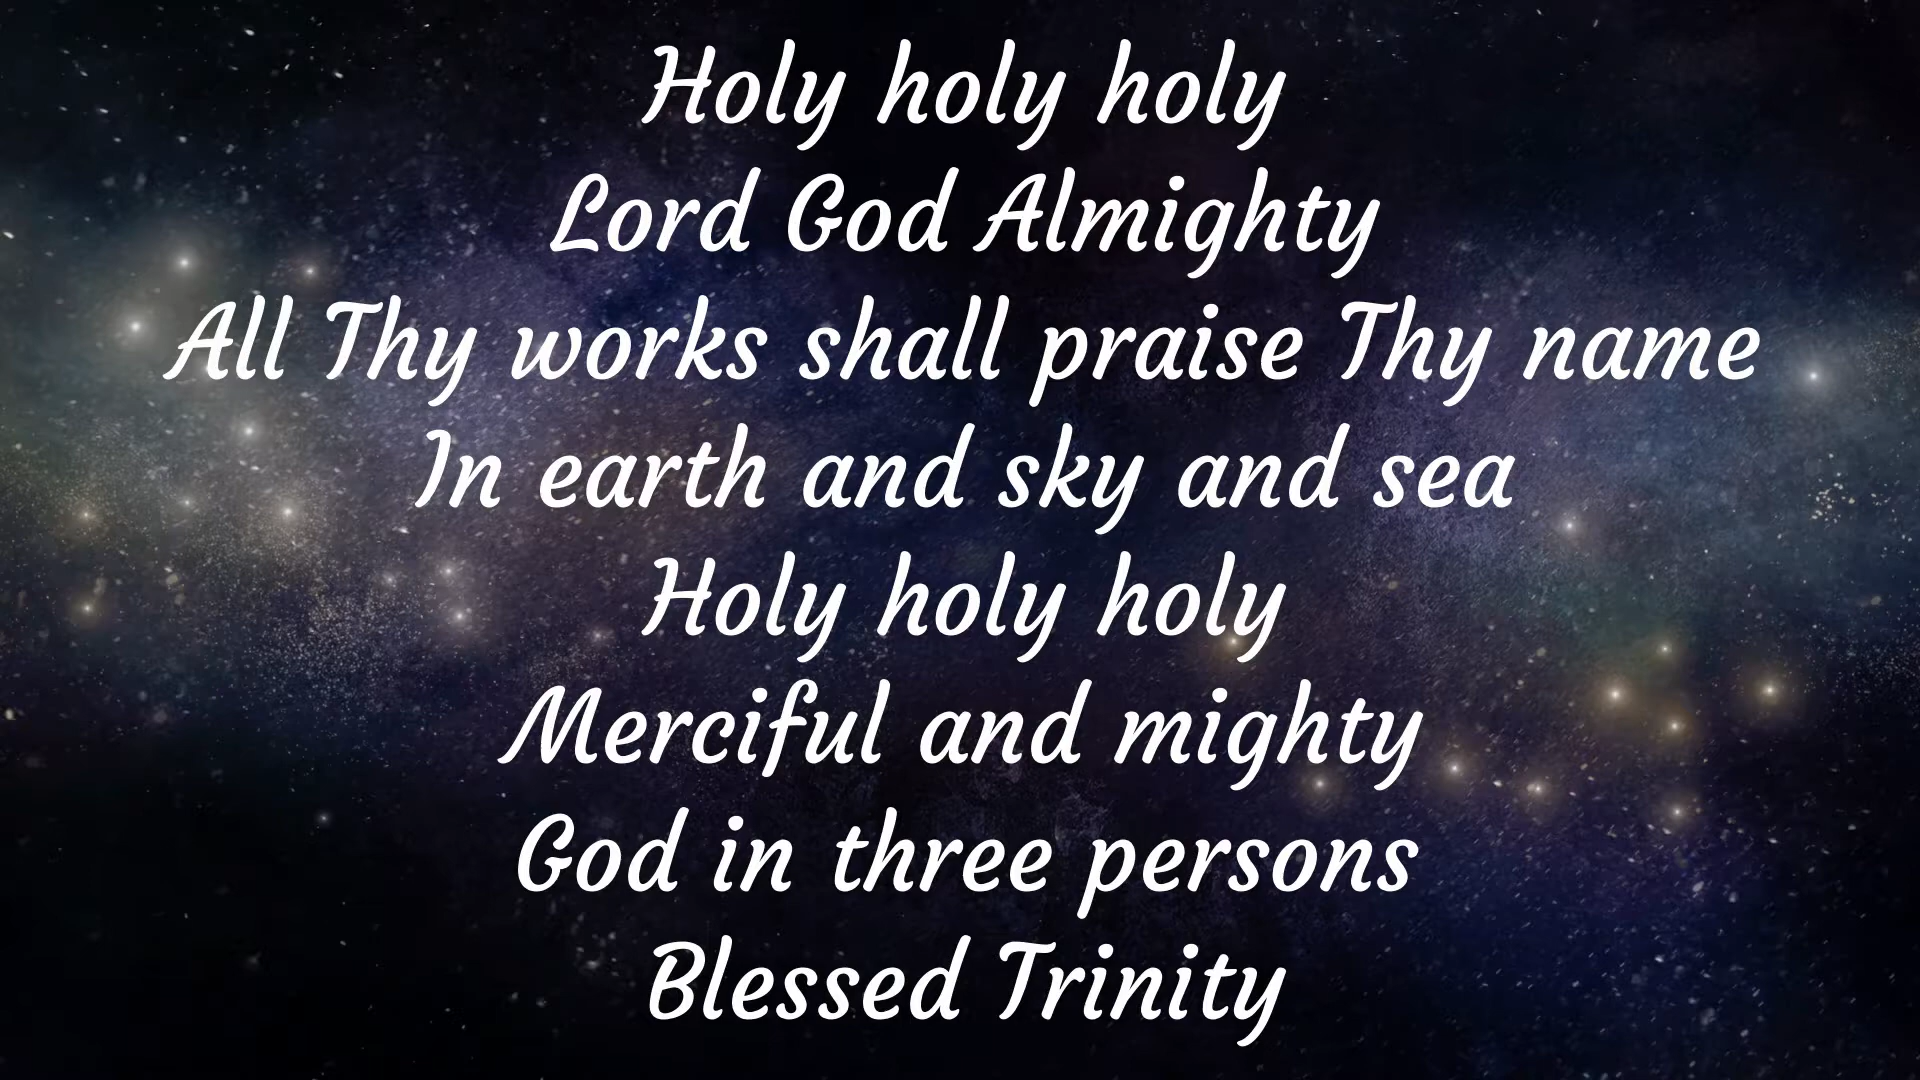 Holy holy holy
Lord God Almighty
All Thy works shall praise Thy name
In earth and sky and sea
Holy holy holy
Merciful and mighty
God in three persons
Blessed Trinity